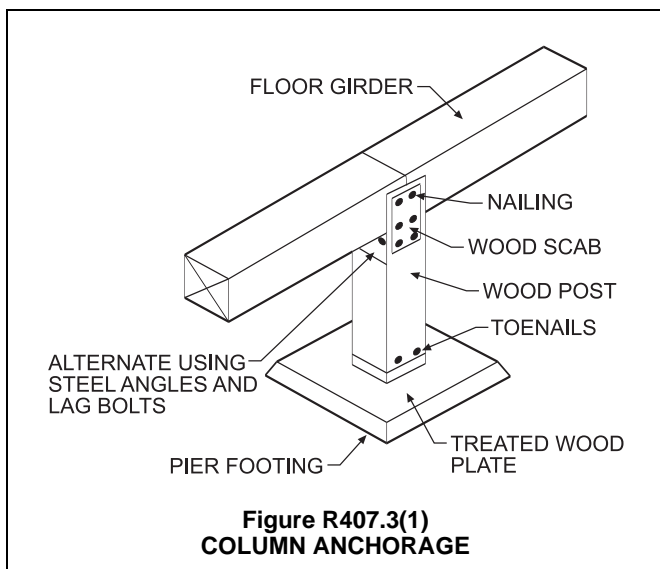 FLOOR GIRDER
NAILING
WOOD SCAB
WOOD POST
TOENAILS
ALTERNATE USING
STEEL ANGLES AND
LAG BOLTS
TREATED WOOD
PLATE
PIER FOOTING
Figure R407.3(1)
COLUMN ANCHORAGE